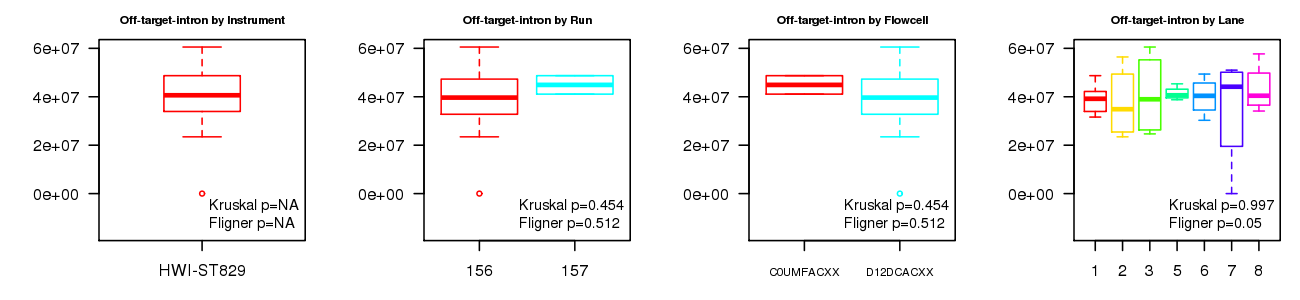 Off-target-intron by Instrument
6e+07
4e+07
2e+07
0e+00
Kruskal p=NA
Fligner p=NA
HWI-ST829
Off-target-intron by Run
6e+07
4e+07
2e+07
0e+00
Kruskal p=0.454
Fligner p=0.512
156 157
Off-target-intron by Flowcell
6e+07
4e+07
2e+07
0e+00
Kruskal p=0.454
Fligner p=0.512
C0UMFACXX D12DCACXX
Off-target-intron by Lane
6e+07
4e+07
2e+07
0e+00
Kruskal p=0.997
Fligner p=0.05
1 2 3 5 6 7 8